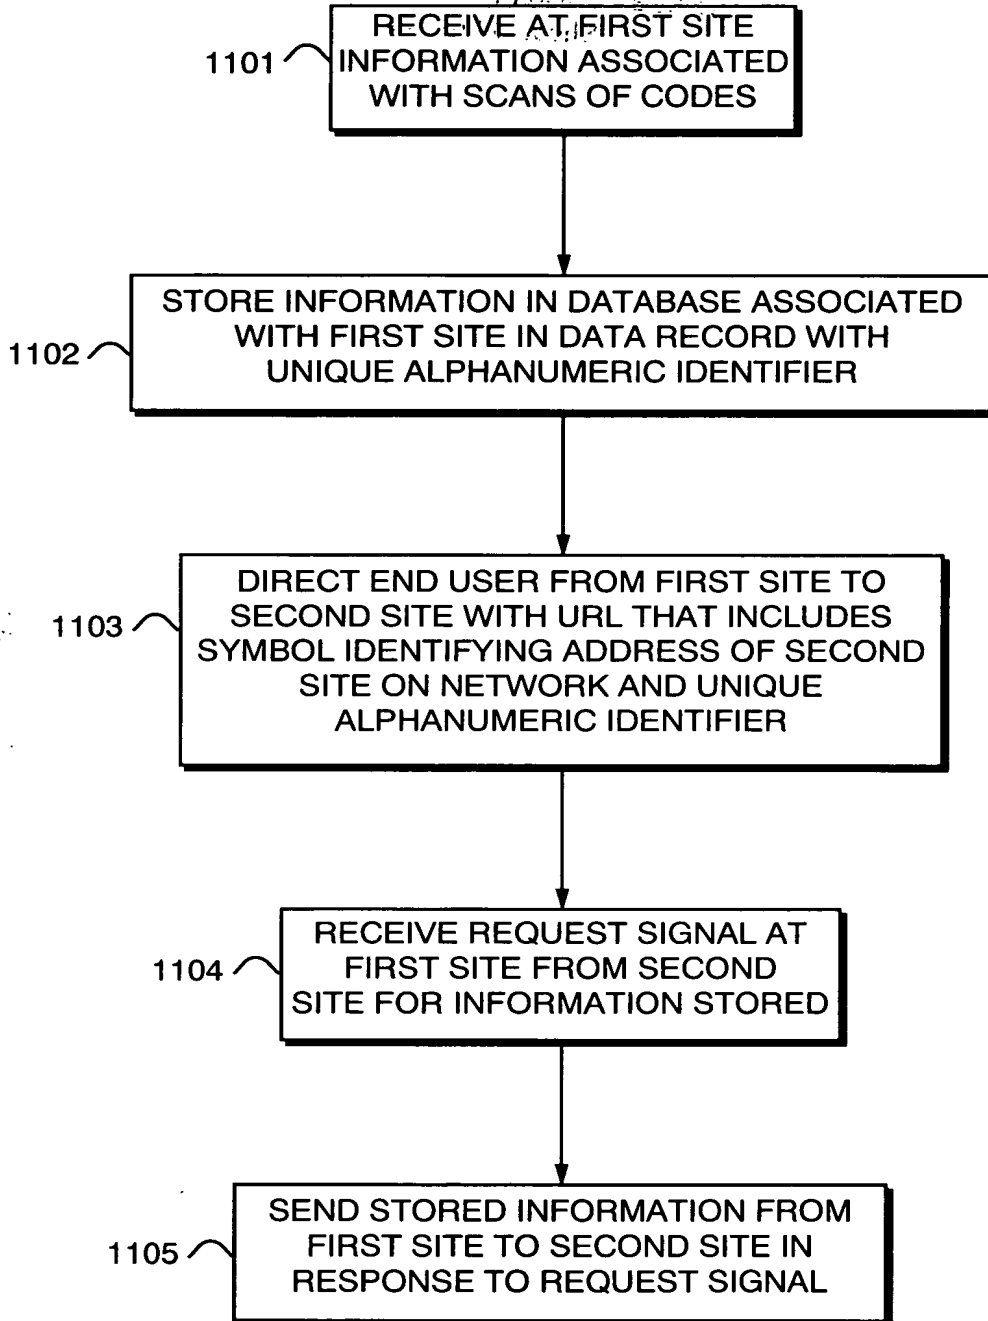 RECEIVE AT FIRST SITE
1101
INFORMATION ASSOCIATED
WITH SCANS OF CODES
STORE INFORMATION IN DATABASE ASSOCIATED
WITH FIRST SITE IN DATA RECORD WITH
1102
UNIQUE ALPHANUMERIC IDENTIFIER
DIRECT END USER FROM FIRST SITE TO
SECOND SITE WITH URL THAT INCLUDES
1103
SYMBOL IDENTIFYING ADDRESS OF SECOND
SITE ON NETWORK AND UNIQUE
ALPHANUMERIC IDENTIFIER
RECEIVE REQUEST SIGNAL AT
1104
FIRST SITE FROM SECOND
SITE FOR INFORMATION STORED
SEND STORED INFORMATION FROM
1105
FIRST SITE TO SECOND SITE IN
RESPONSE TO REQUEST SIGNAL